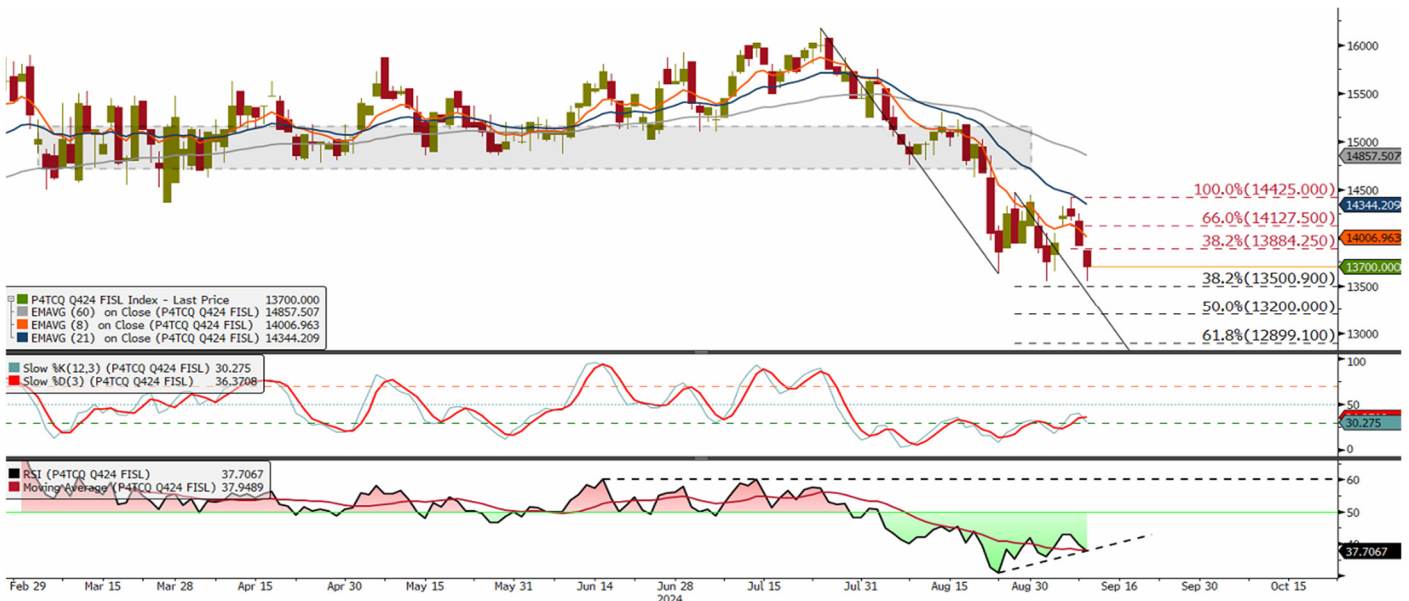 16000
15500
15000
14857.507
14500
100.0%(14425.000)
14344.209
66.0%(14127.500)
14006.963
38.2%(13884.250)
13700.000
38.2%(13500.900)
13500
50.0%(13200.000)
13000
61.8%(12899.100)
P4TCQ Q424 FISL Index - Last Price 13700.000
EMAVG (60) on Close (P4TCQ Q424 FISL) 14857.507
EMAVG (8) on Close (P4TCQ Q424 FISL) 14006.963
EMAVG (21) on Close (P4TCQ Q424 FISL) 14344.209
100
Slow %K(12,3) (P4TCQ Q424 FISL) 30.275
Slow %D(3) (P4TCQ Q424 FISL) 36.3708
50
30.275
0
RSI (P4TCQ Q424 FISL) 37.7067
Moving Average (P4TCQ Q424 FISL) 37.9489
60
50
37.7067
Feb 29 Mar 15 Mar 28 Apr 15 Apr 30 May 15 May 31 Jun 14 Jun 28 Jul 15 Jul 31 Aug 15 Aug 30 Sep 16 Sep 30 Oct 15
2024